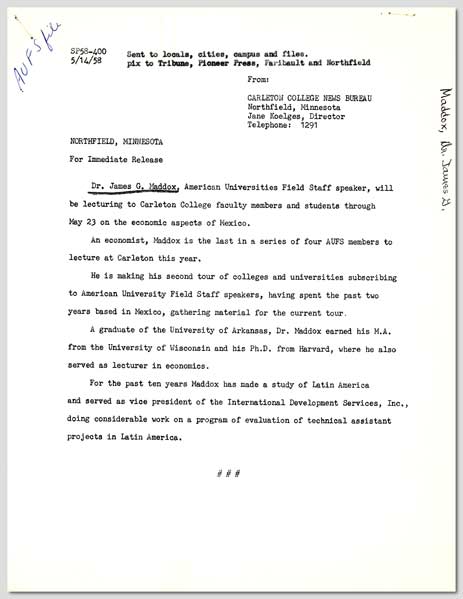 AUFS file
SP58-400
5/14/58
Sent to locals, cities, campus and files.
pix to Tribune, Pioneer Press, Faribault and Northfield
From:
CARLETON COLLEGE NEWS BUREAU
Northfield, Minnesota
Jane Koelges, Director
Telephone: 1291
Maddox, Dr. James G.
NORTHFIELD, MINNESOTA
For Immediate Release
Dr. James G. Maddox, American Universities Field Staff speaker, will
be lecturing to Carleton College faculty members and students through
May 23 on the economic aspects of Mexico.
An economist, Maddox is the last in a series of four AUFS members to
lecture at Carleton this year.
He is making his second tour of colleges and universities subscribing
to American University Field Staff speakers, having spent the past two
years based in Mexico, gathering material for the current tour.
A graduate of the University of Arkansas, Dr. Maddox earned his M.A.
from the University of Wisconsin and his Ph.D. from Harvard, where he also
served as lecturer in economics.
For the past ten years Maddox has made a study of Latin America
and served as vice president of the International Development Services, Inc.,
doing considerable work on a program of evaluation of technical assistant
projects in Latin America.
# # #